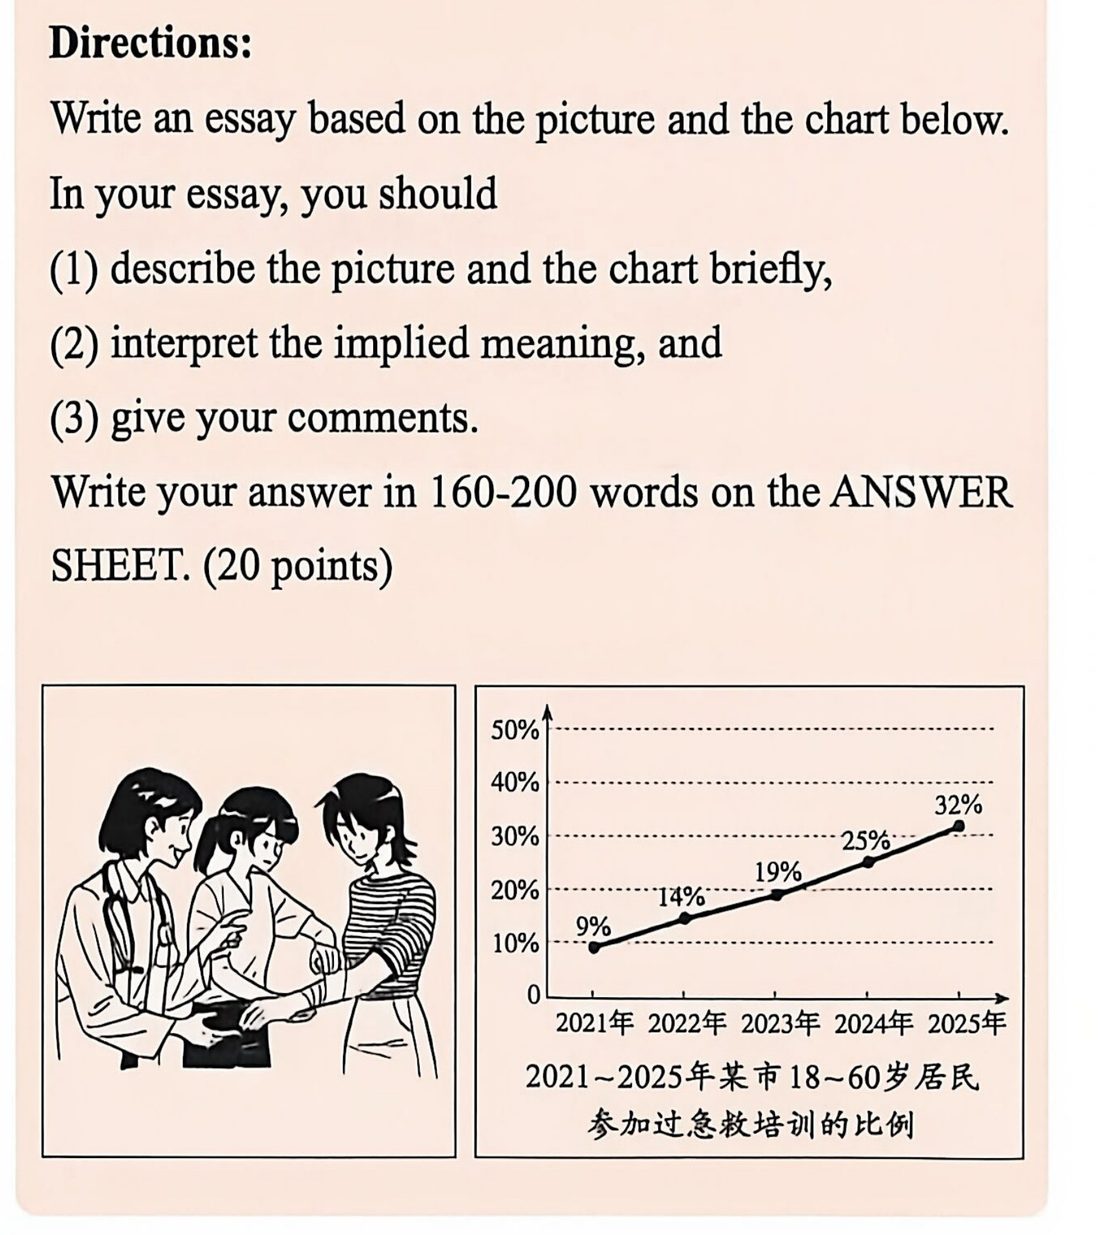 Directions:
Write an essay based on the picture and the chart below.
In your essay, you should
(1) describe the picture and the chart briefly,
(2) interpret the implied meaning, and
(3) give your comments.
Write your answer in 160-200 words on the ANSWER
SHEET. (20 points)
50%
40%
30%
20%
10%
0
9%
14%
19%
25%
32%
2021年 2022年 2023年 2024年 2025年
2021~2025年某市18~60岁居民
参加过急救培训的比例